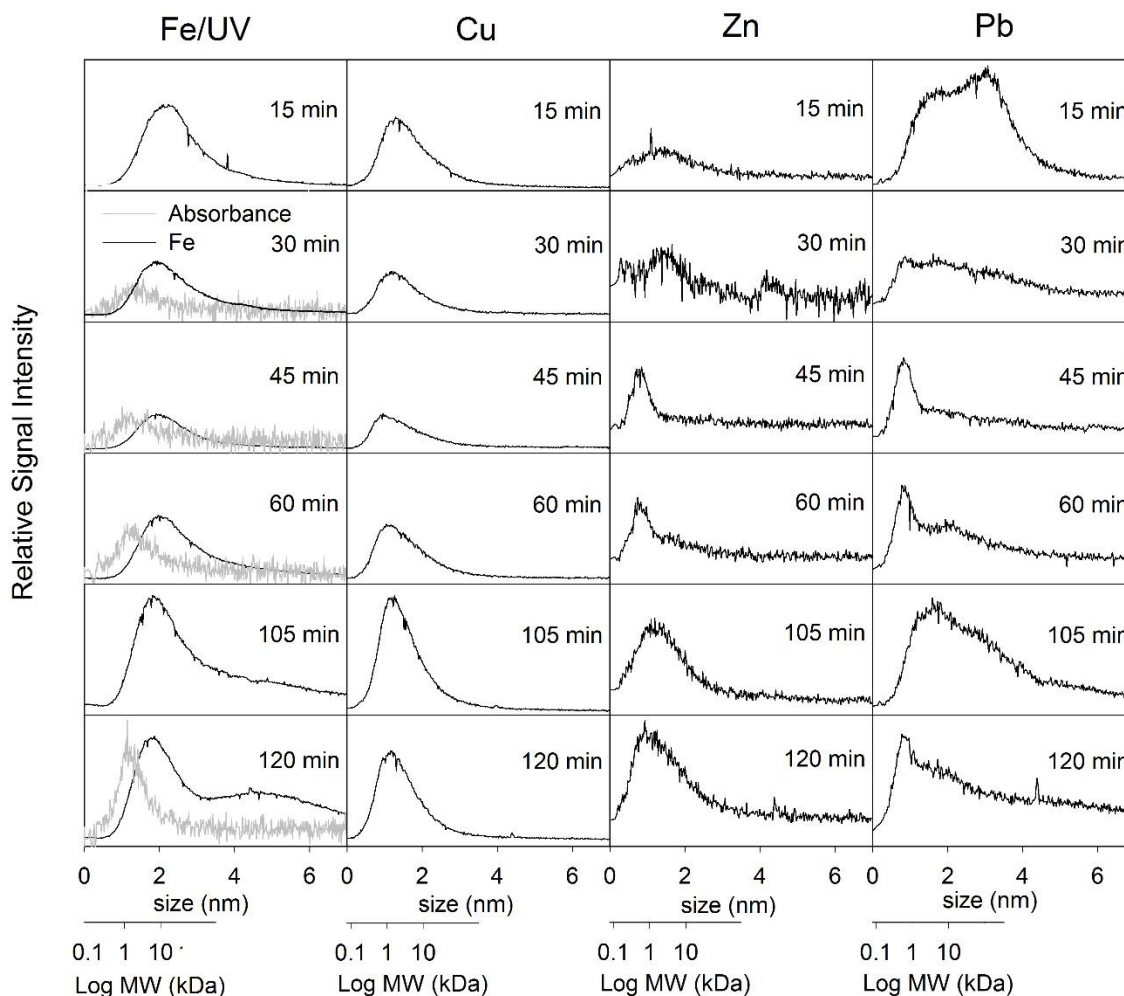 Fe/UV Cu Zn Pb
15 min 15 min 15 min 15 min
Absorbance
Fe
30 min 30 min 30 min 30 min
45 min 45 min 45 min 45 min
60 min 60 min 60 min 60 min
105 min 105 min 105 min 105 min
120 min 120 min 120 min 120 min
Relative Signal Intensity
0 2 4 6 0 2 4 6 0 2 4 6 0 2 4 6
size (nm) size (nm) size (nm) size (nm)
0.1 1 10 0.1 1 10 0.1 1 10 0.1 1 10
Log MW (kDa) Log MW (kDa) Log MW (kDa) Log MW (kDa)